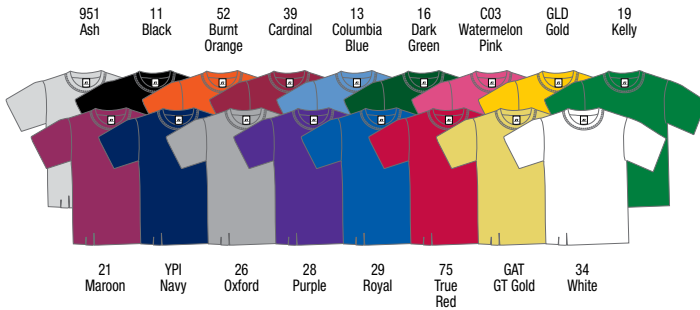 951
Ash
11
Black
52
Burnt
Orange
39
Cardinal
13
Columbia
Blue
16
Dark
Green
C03
Watermelon
Pink
GLD
Gold
19
Kelly
21
Maroon
YPI
Navy
26
Oxford
28
Purple
29
Royal
75
True
Red
GAT
GT Gold
34
White